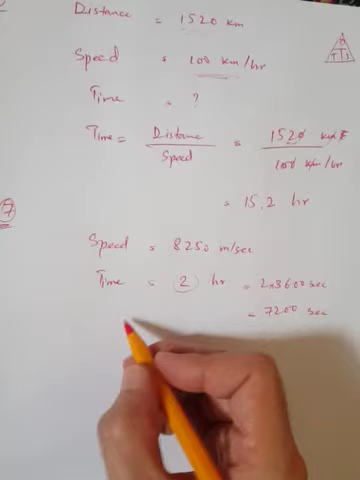 Distance = 1520 km
Speed = 100 km/hr
Time = ?
Time = Distance / Speed = 1520 km / 100 km/hr
= 15.2 hr
7
Speed = 8250 m/sec
Time = 2 hr = 2x3600 sec
= 7200 sec